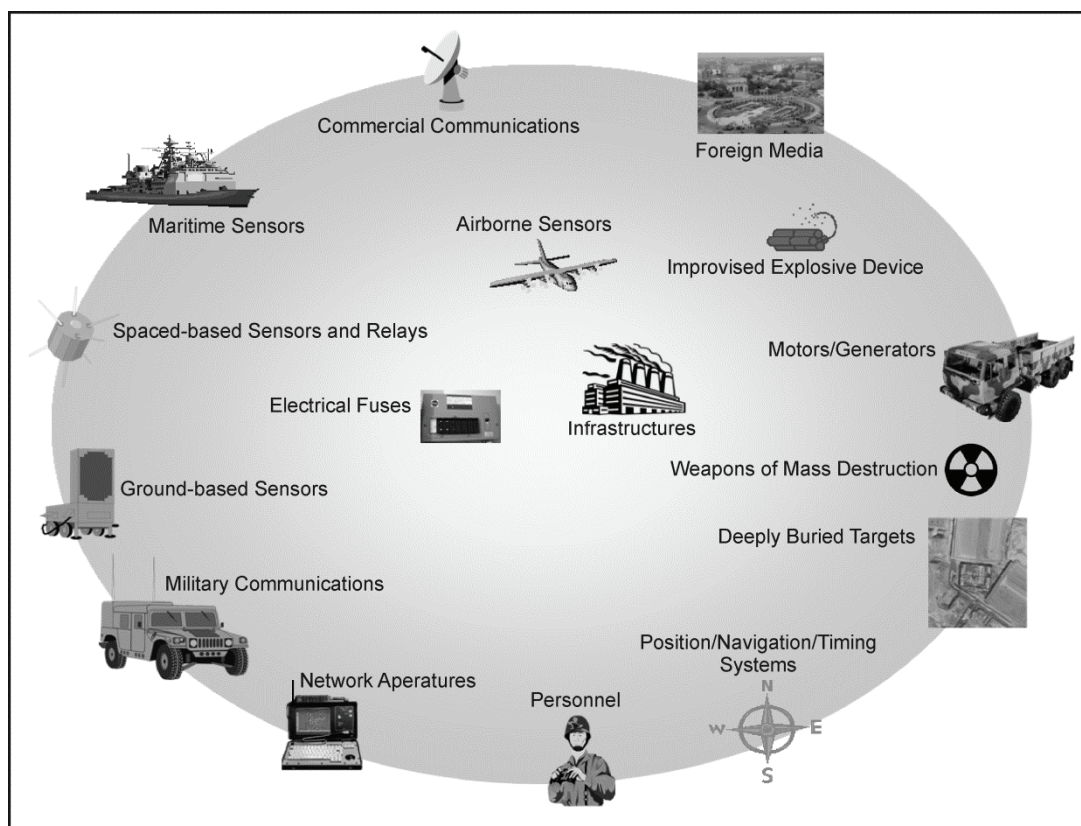 Commercial Communications
Foreign Media
Maritime Sensors
Airborne Sensors
Improvised Explosive Device
Spaced-based Sensors and Relays
Motors/Generators
Electrical Fuses
Infrastructures
Weapons of Mass Destruction
Ground-based Sensors
Deeply Buried Targets
Military Communications
Position/Navigation/Timing
Systems
Network Aperatures
Personnel
N
W E
S